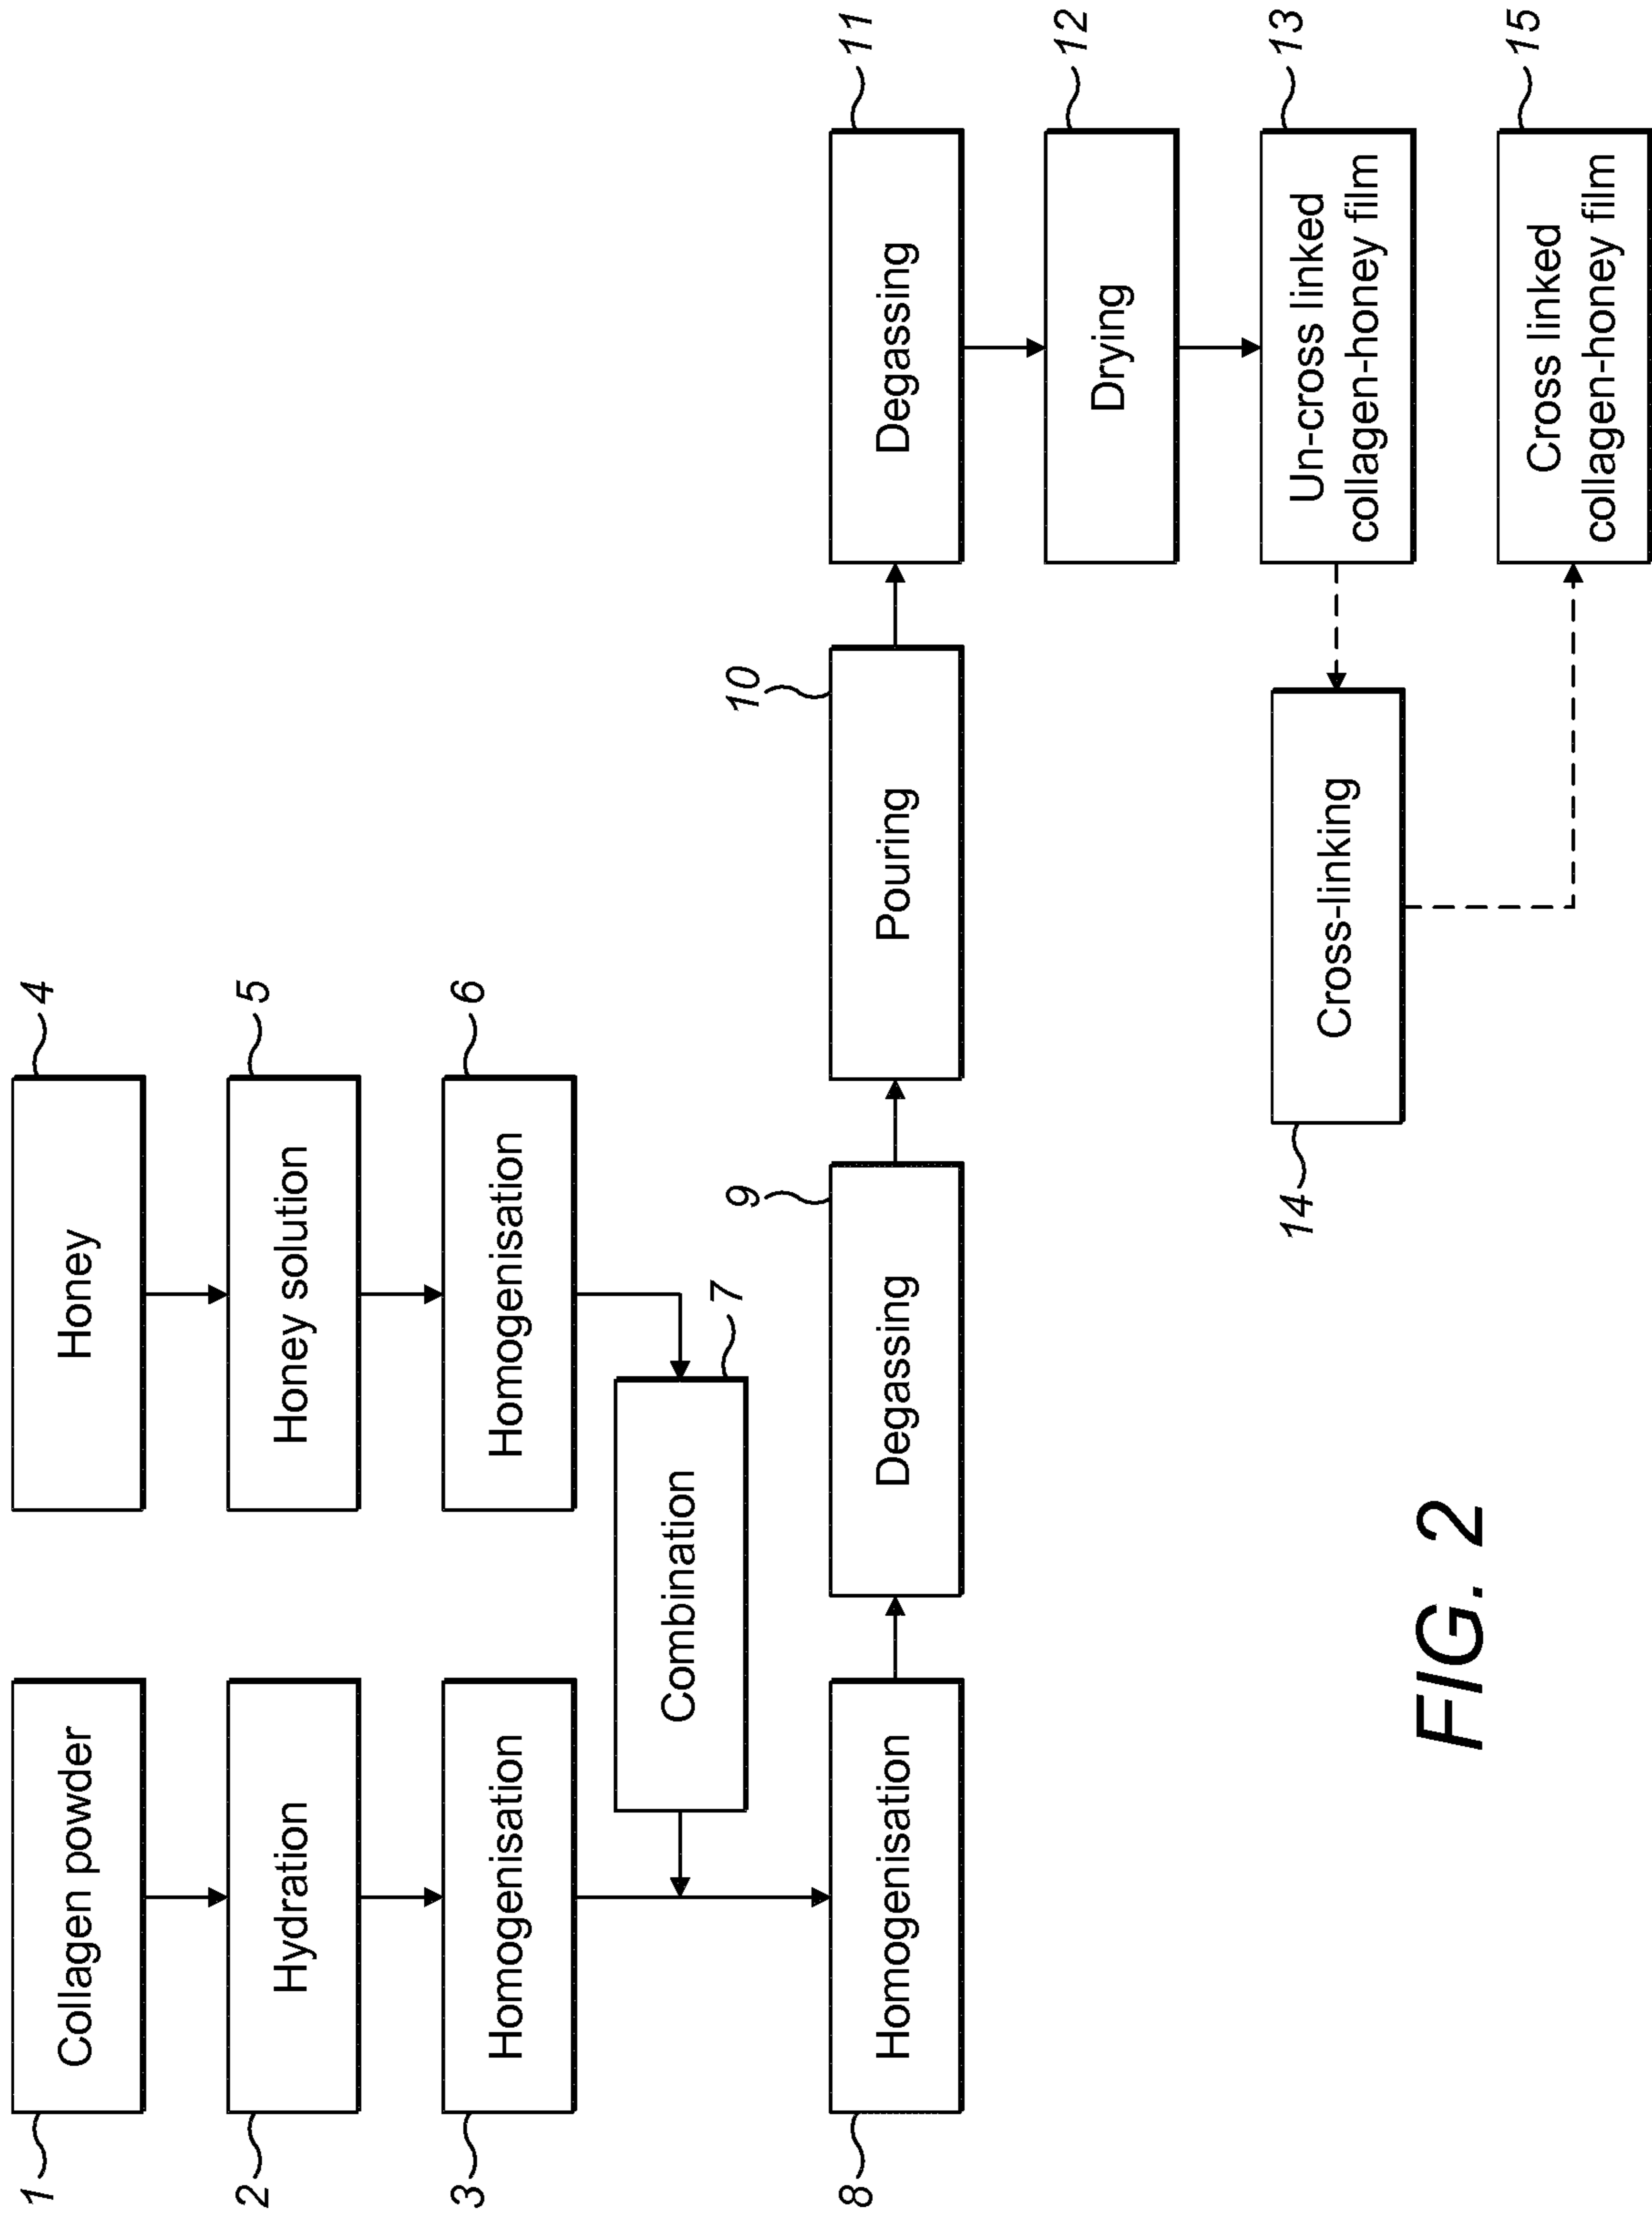 1
Collagen powder
Honey
4
2
Hydration
Honey solution
5
3
Homogenisation
Homogenisation
6
Combination
7
8
Homogenisation
Degassing
9
Pouring
10
Degassing
11
Drying
12
Un-cross linked
collagen-honey film
13
14
Cross-linking
Cross linked
collagen-honey film
15
FIG. 2